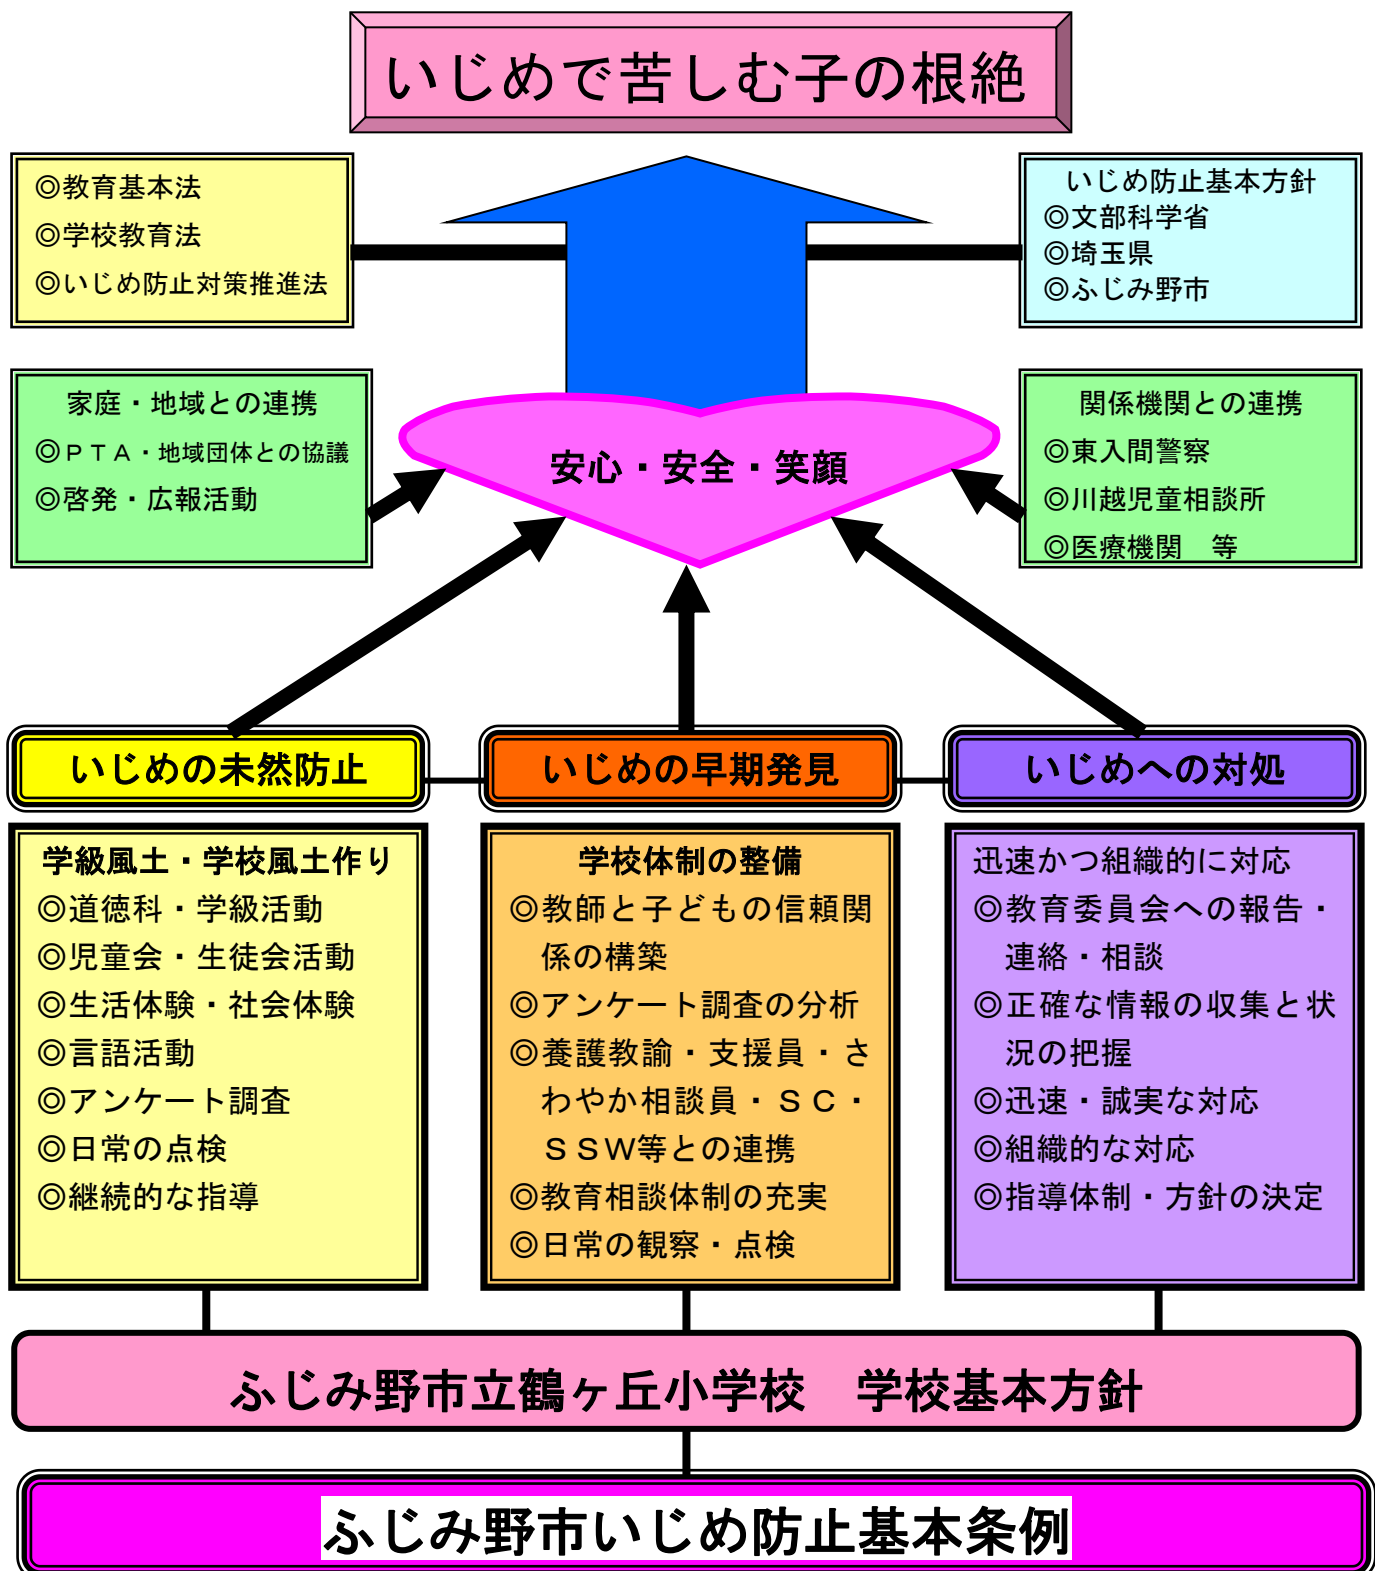 いじめで苦しむ子の根絶
◎教育基本法
◎学校教育法
◎いじめ防止対策推進法
いじめ防止基本方針
◎文部科学省
◎埼玉県
◎ふじみ野市
家庭・地域との連携
◎ＰＴＡ・地域団体との協議
◎啓発・広報活動
安心・安全・笑顔
関係機関との連携
◎東入間警察
◎川越児童相談所
◎医療機関　等
いじめの未然防止
いじめの早期発見
いじめへの対処
学級風土・学校風土作り
◎道徳科・学級活動
◎児童会・生徒会活動
◎生活体験・社会体験
◎言語活動
◎アンケート調査
◎日常の点検
◎継続的な指導
学校体制の整備
◎教師と子どもの信頼関
係の構築
◎アンケート調査の分析
◎養護教諭・支援員・さ
わやか相談員・ＳＣ・
ＳＳＷ等との連携
◎教育相談体制の充実
◎日常の観察・点検
迅速かつ組織的に対応
◎教育委員会への報告・
連絡・相談
◎正確な情報の収集と状
況の把握
◎迅速・誠実な対応
◎組織的な対応
◎指導体制・方針の決定
ふじみ野市立鶴ヶ丘小学校　学校基本方針
ふじみ野市いじめ防止基本条例